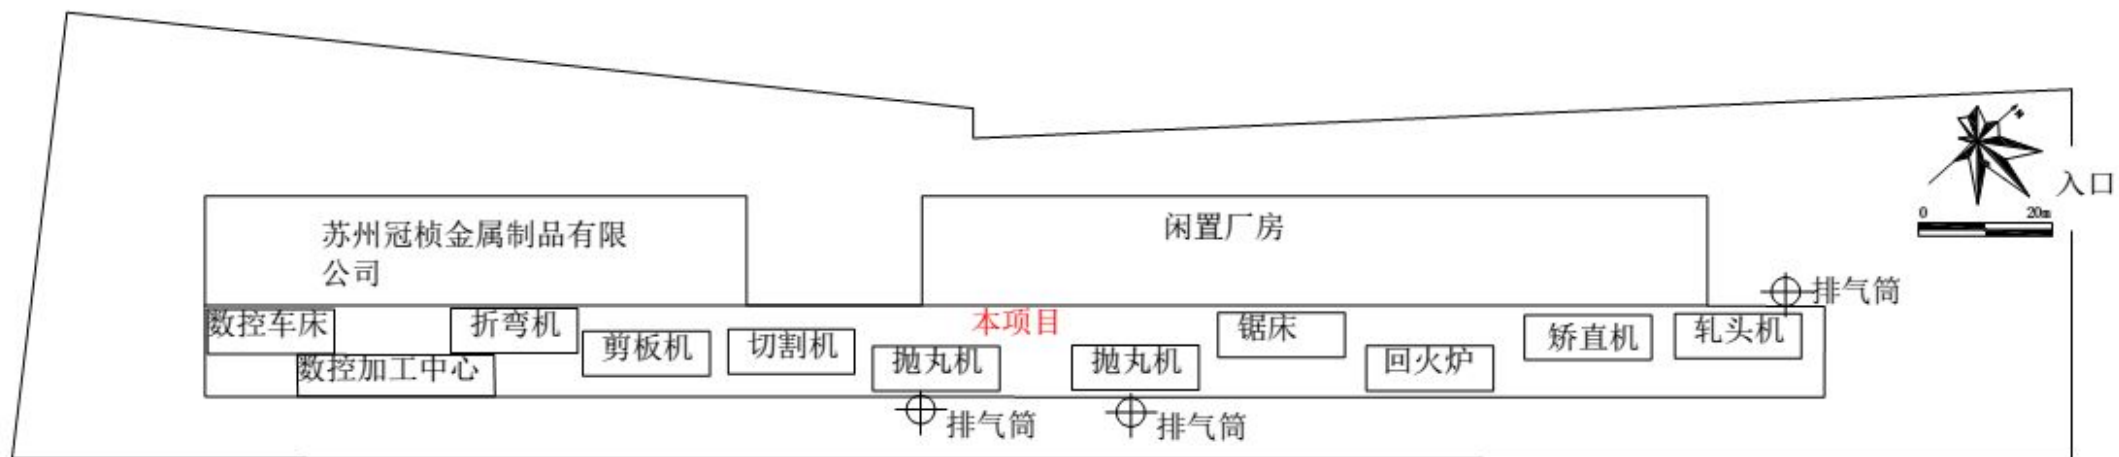 入口
0 20m
苏州冠桢金属制品有限
公司
闲置厂房
排气筒
数控车床
折弯机
剪板机
切割机
本项目
锯床
矫直机
轧头机
数控加工中心
抛丸机
抛丸机
回火炉
排气筒
排气筒